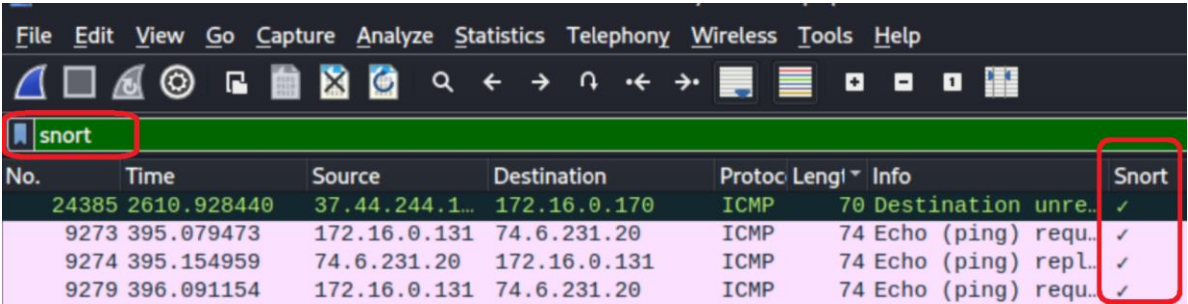 File Edit View Go Capture Analyze Statistics Telephony Wireless Tools Help
snort
No. Time Source Destination Protoc Lengt Info Snort
24385 2610.928440 37.44.244.1… 172.16.0.170 ICMP 70 Destination unre… ✓
9273 395.079473 172.16.0.131 74.6.231.20 ICMP 74 Echo (ping) requ… ✓
9274 395.154959 74.6.231.20 172.16.0.131 ICMP 74 Echo (ping) repl… ✓
9279 396.091154 172.16.0.131 74.6.231.20 ICMP 74 Echo (ping) requ… ✓